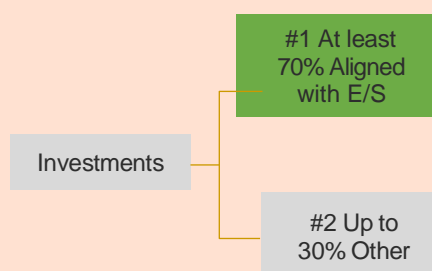 #1 At least
70% Aligned
with E/S
Investments
#2 Up to
30% Other